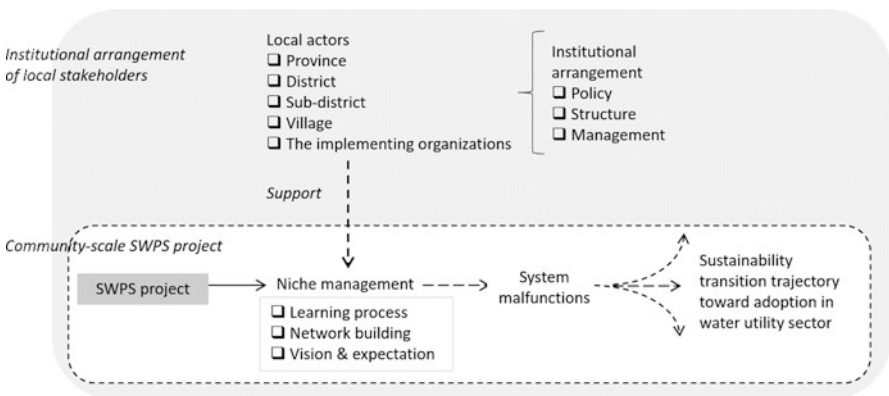 Institutional arrangement
of local stakeholders
Local actors
❑ Province
❑ District
❑ Sub-district
❑ Village
❑ The implementing organizations
Institutional
arrangement
❑ Policy
❑ Structure
❑ Management
Support
Community-scale SWPS project
SWPS project
Niche management
❑ Learning process
❑ Network building
❑ Vision & expectation
System
malfunctions
Sustainability
transition trajectory
toward adoption in
water utility sector